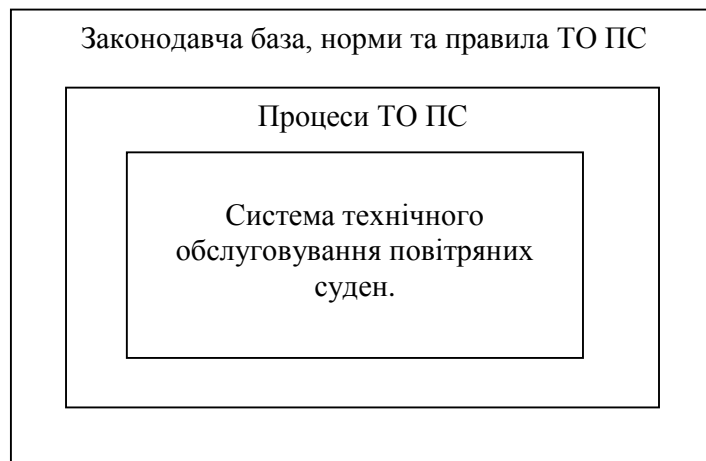 Законодавча база, норми та правила ТО ПС
Процеси ТО ПС
Система технічного
обслуговування повітряних
суден.